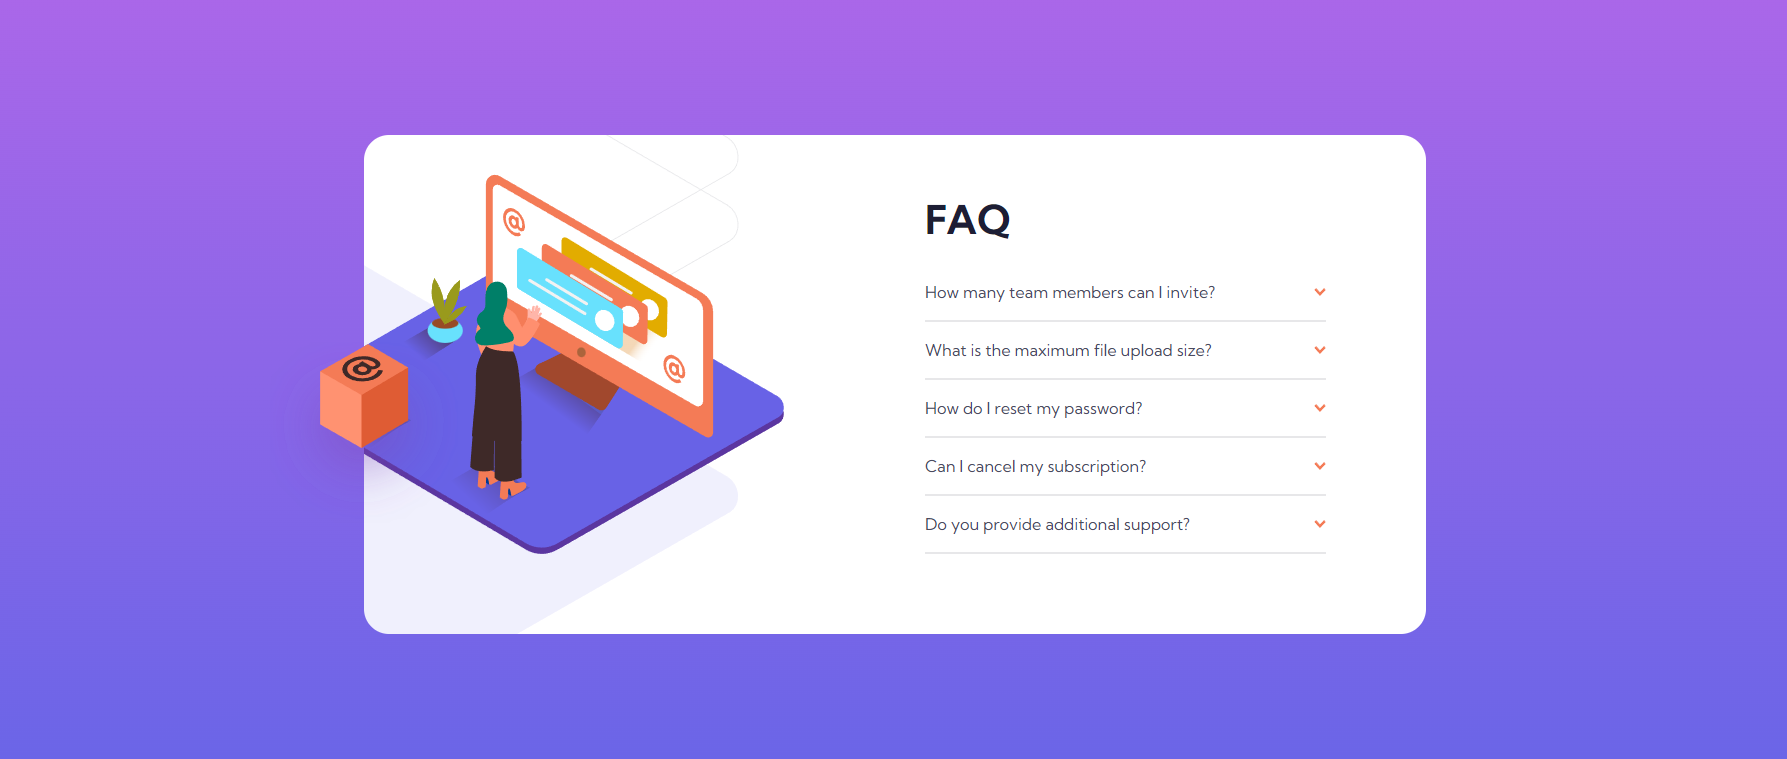 FAQ
How many team members can I invite?
What is the maximum file upload size?
How do I reset my password?
Can I cancel my subscription?
Do you provide additional support?
@
@
@